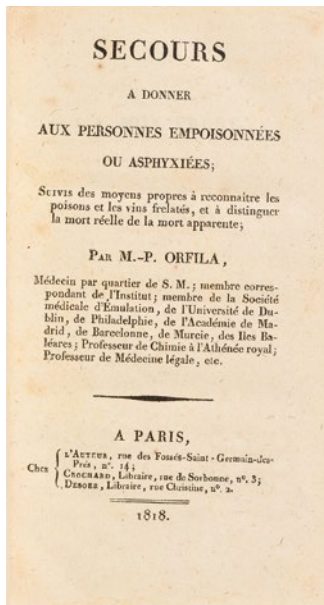 SECOURS
A DONNER
AUX PERSONNES EMPOISONNÉES
OU ASPHYXIÉES;
SUIVIS des moyens propres à reconnaître les
poisons et les vins frelatés, et à distinguer
la mort réelle de la mort apparente;
PAR M.-P. ORFILA,
Médecin par quartier de S. M.; membre corres-
pondant de l'Institut; membre de la Société
médicale d'Émulation, de l'Université de Du-
blin, de Philadelphie, de l'Académie de Ma-
drid, de Barcelonne, de Murcie, des Iles Ba-
léares; Professeur de Chimie à l'Athénée royal;
Professeur de Médecine légale, etc.
A PARIS,
Chez
L'AUTEUR, rue des Fossés-Saint-Germain-des-
Prés, n°. 14;
CROCHARD, Libraire, rue de Sorbonne, n°. 3;
DESOER, Libraire, rue Christine, n°. 2.
1818.